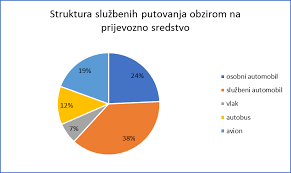 Struktura službenih putovanja obzirom na
prijevozno sredstvo
19%
24%
12%
7%
38%
osobni automobil
službeni automobil
vlak
autobus
avion